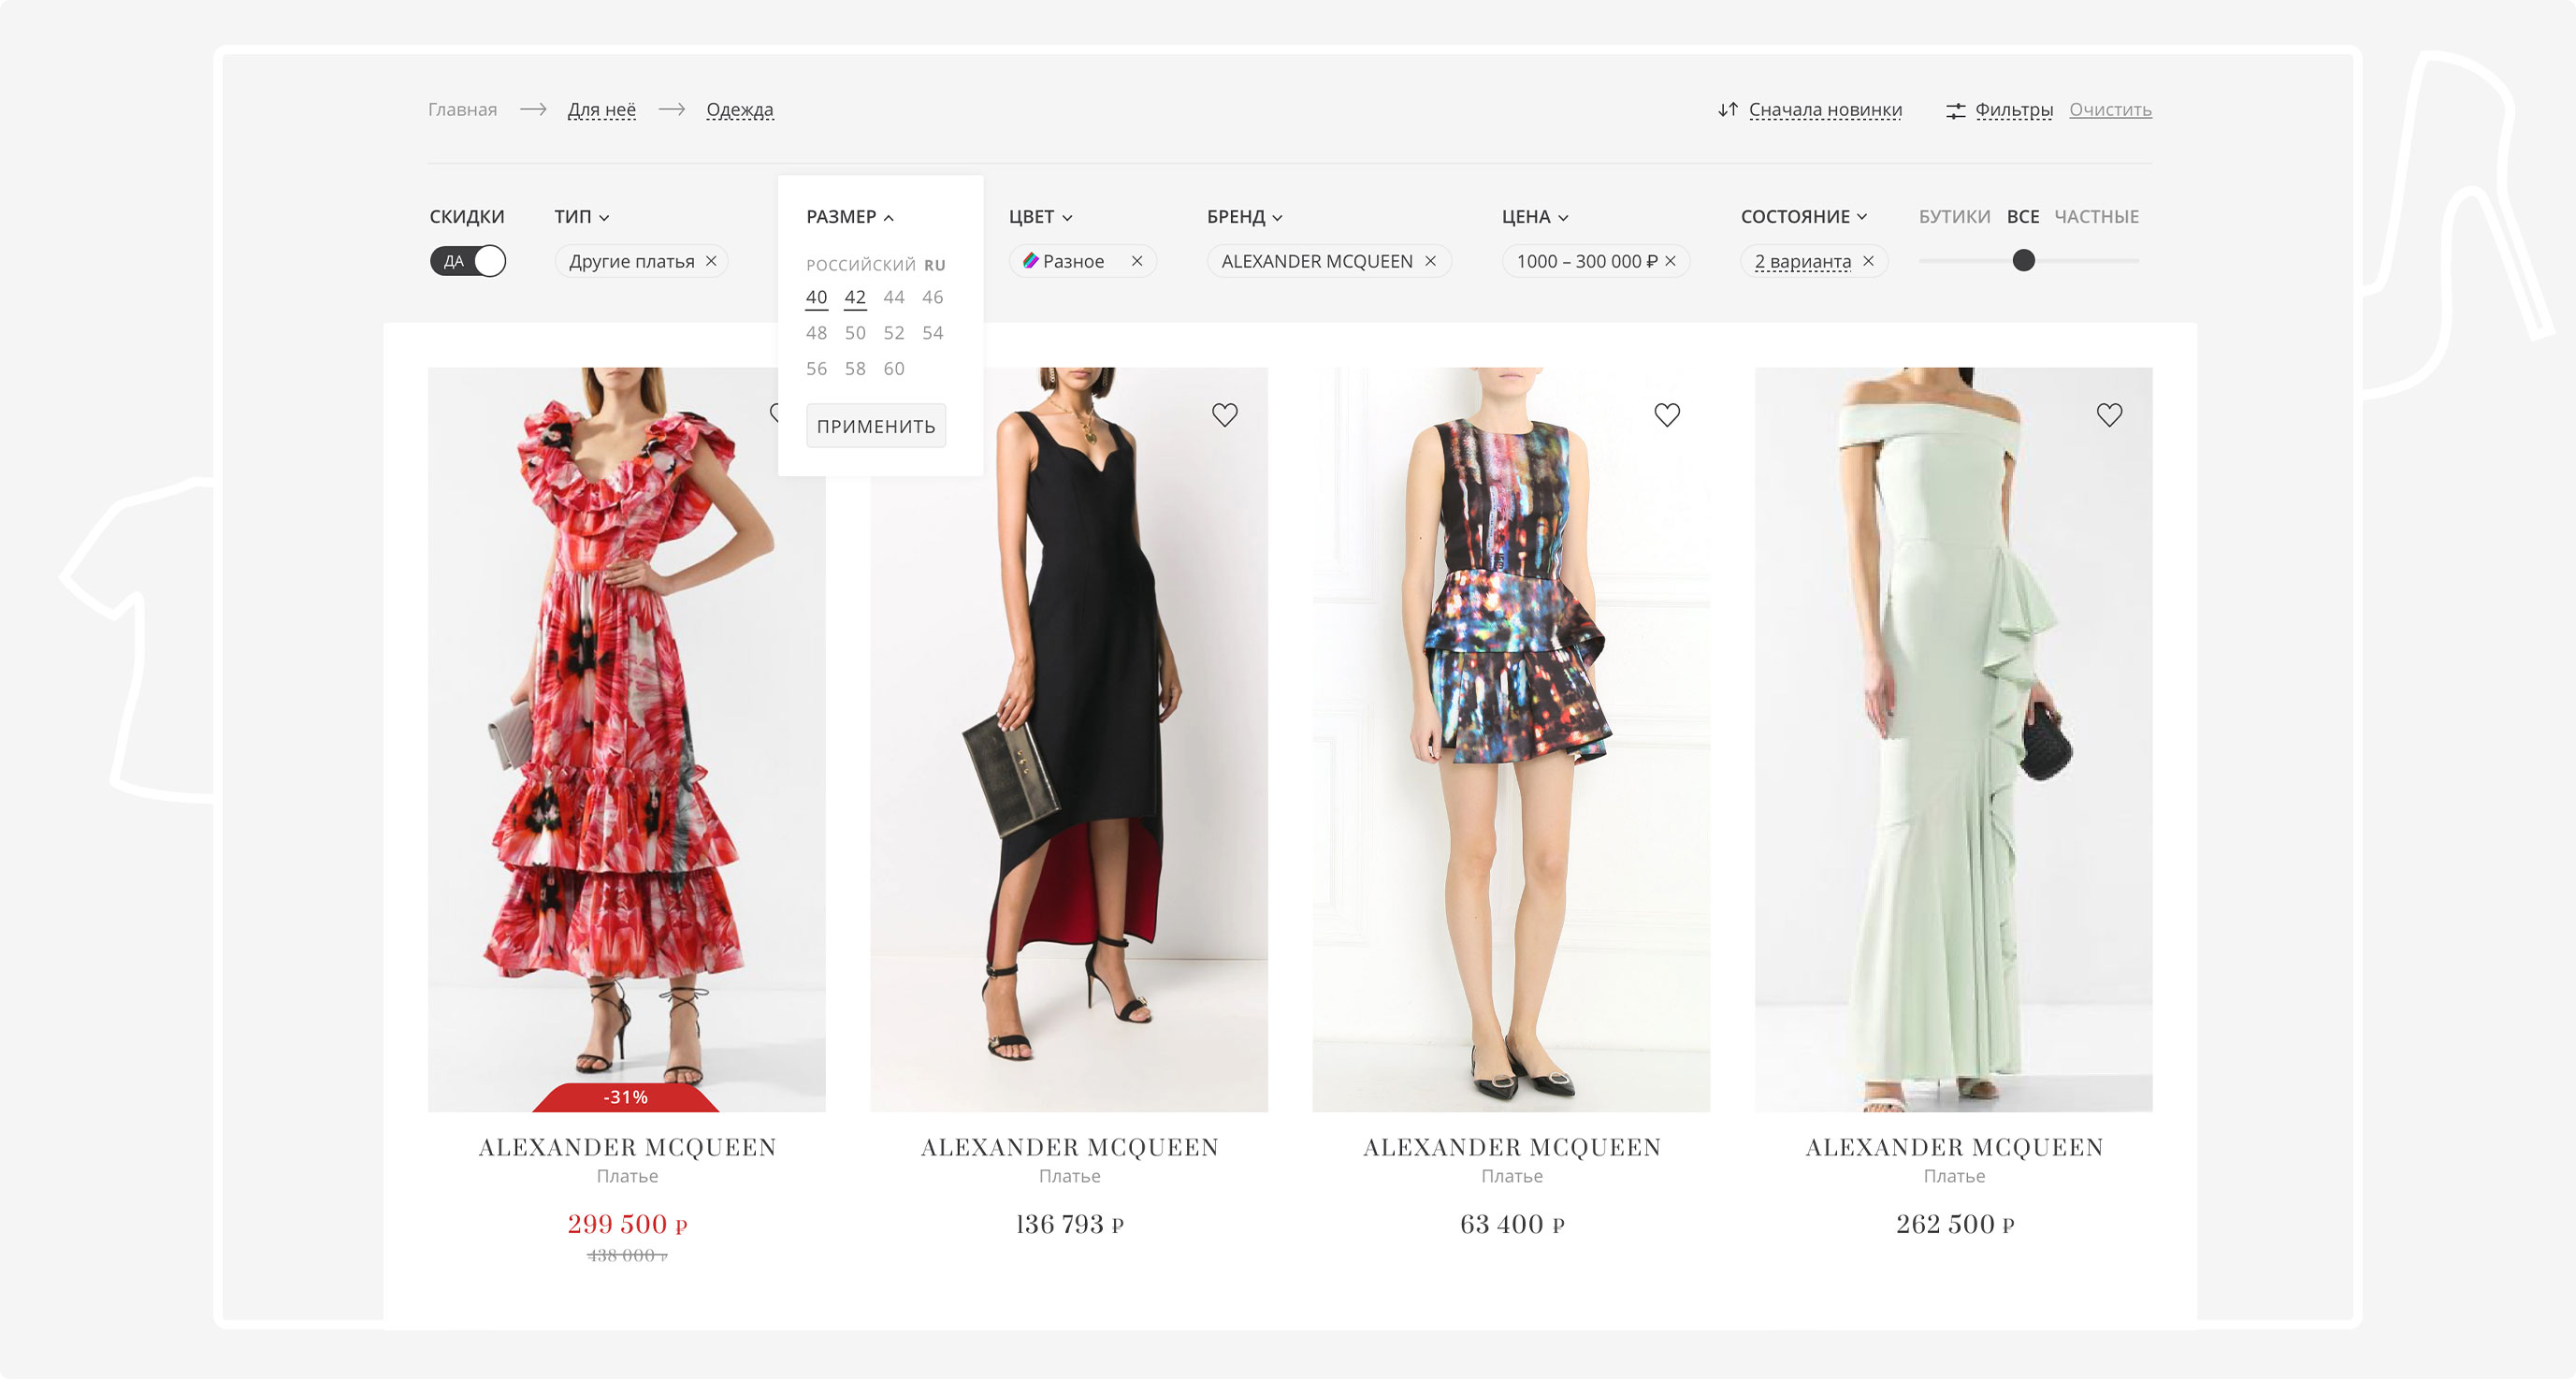 Главная → Для неё → Одежда
Сначала новинки Фильтры Очистить
СКИДКИ ТИП РАЗМЕР ЦВЕТ БРЕНД ЦЕНА СОСТОЯНИЕ БУТИКИ ВСЕ ЧАСТНЫЕ
ДА Другие платья × Разное × ALEXANDER MCQUEEN × 1000 – 300 000 ₽ × 2 варианта ×
РОССИЙСКИЙ RU
40 42 44 46
48 50 52 54
56 58 60
ПРИМЕНИТЬ
-31%
ALEXANDER MCQUEEN ALEXANDER MCQUEEN ALEXANDER MCQUEEN ALEXANDER MCQUEEN
Платье Платье Платье Платье
299 500 ₽ 136 793 ₽ 63 400 ₽ 262 500 ₽
438 000 ₽